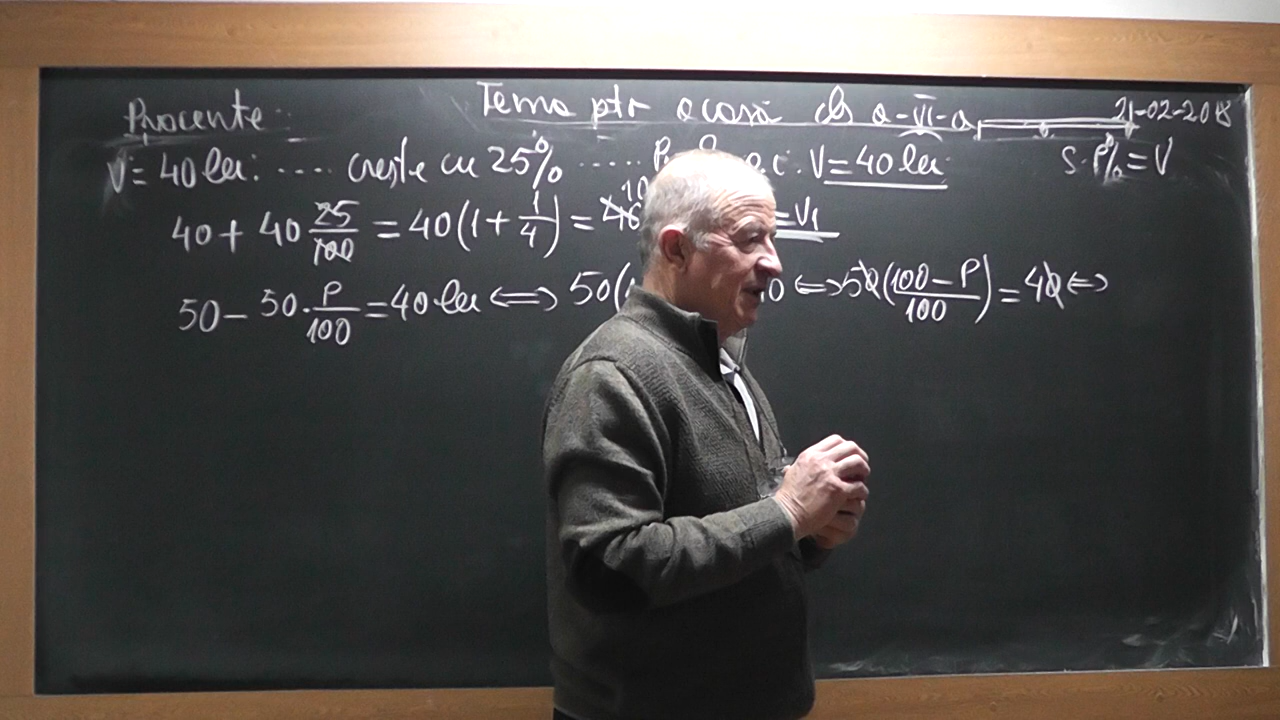 Procente: Tema ptr acasă cls a-VI-a 21-02-2018
V = 40 lei: .... crește cu 25% ..... V = 40 lei S·P% = V
40 + 40 25/100 = 40(1 + 1/4) = = V1
50 - 50·P/100 = 40 lei ⟺ 50( ⟺ 50(100 - P/100) = 40 ⟺